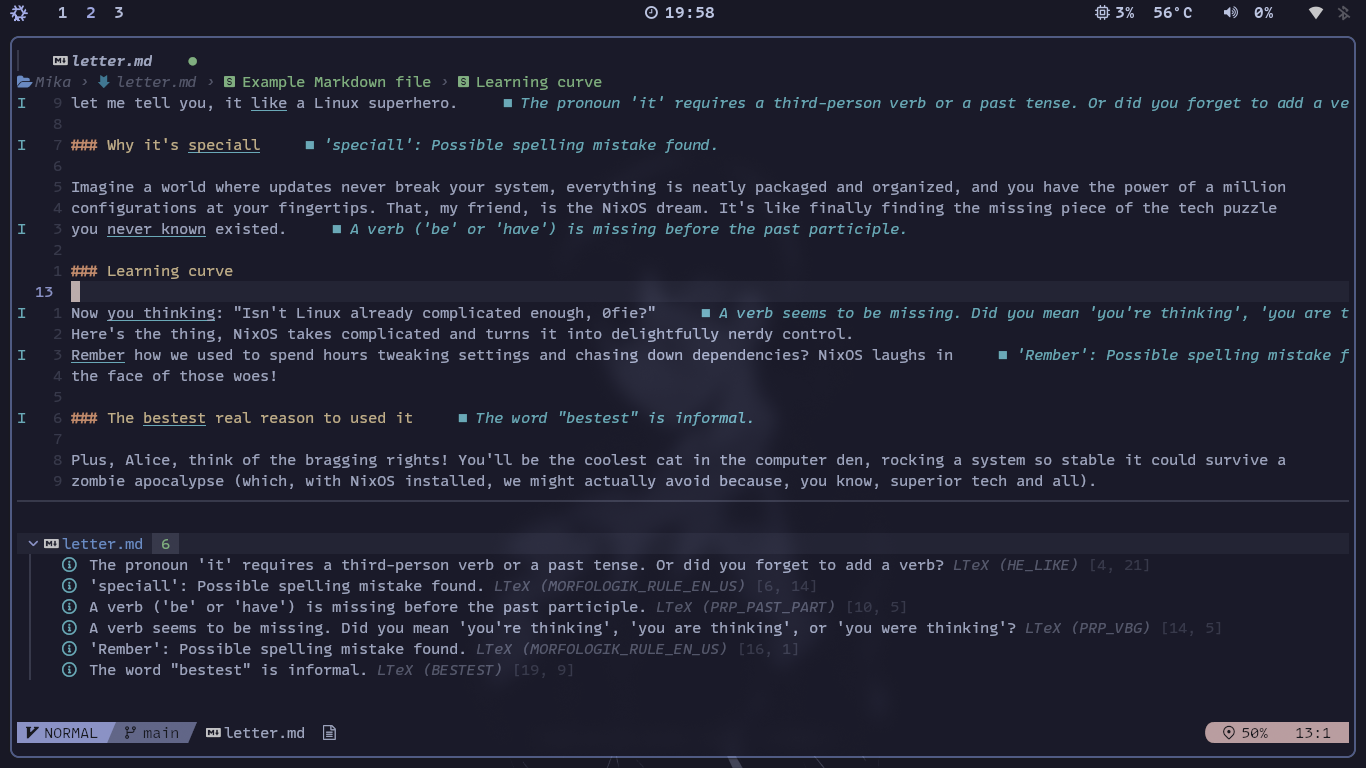 1 2 3 19:58 3% 56°C 0%
letter.md
Mika › letter.md › S Example Markdown file › S Learning curve
I 9 let me tell you, it like a Linux superhero. ■ The pronoun 'it' requires a third-person verb or a past tense. Or did you forget to add a ve
8
I 7 ### Why it's speciall ■ 'speciall': Possible spelling mistake found.
6
5 Imagine a world where updates never break your system, everything is neatly packaged and organized, and you have the power of a million
4 configurations at your fingertips. That, my friend, is the NixOS dream. It's like finally finding the missing piece of the tech puzzle
I 3 you never known existed. ■ A verb ('be' or 'have') is missing before the past participle.
2
1 ### Learning curve
13
I 1 Now you thinking: "Isn't Linux already complicated enough, 0fie?" ■ A verb seems to be missing. Did you mean 'you're thinking', 'you are t
2 Here's the thing, NixOS takes complicated and turns it into delightfully nerdy control.
I 3 Rember how we used to spend hours tweaking settings and chasing down dependencies? NixOS laughs in ■ 'Rember': Possible spelling mistake f
4 the face of those woes!
5
I 6 ### The bestest real reason to used it ■ The word "bestest" is informal.
7
8 Plus, Alice, think of the bragging rights! You'll be the coolest cat in the computer den, rocking a system so stable it could survive a
9 zombie apocalypse (which, with NixOS installed, we might actually avoid because, you know, superior tech and all).
letter.md 6
The pronoun 'it' requires a third-person verb or a past tense. Or did you forget to add a verb? LTeX (HE_LIKE) [4, 21]
'speciall': Possible spelling mistake found. LTeX (MORFOLOGIK_RULE_EN_US) [6, 14]
A verb ('be' or 'have') is missing before the past participle. LTeX (PRP_PAST_PART) [10, 5]
A verb seems to be missing. Did you mean 'you're thinking', 'you are thinking', or 'you were thinking'? LTeX (PRP_VBG) [14, 5]
'Rember': Possible spelling mistake found. LTeX (MORFOLOGIK_RULE_EN_US) [16, 1]
The word "bestest" is informal. LTeX (BESTEST) [19, 9]
NORMAL main letter.md 50% 13:1